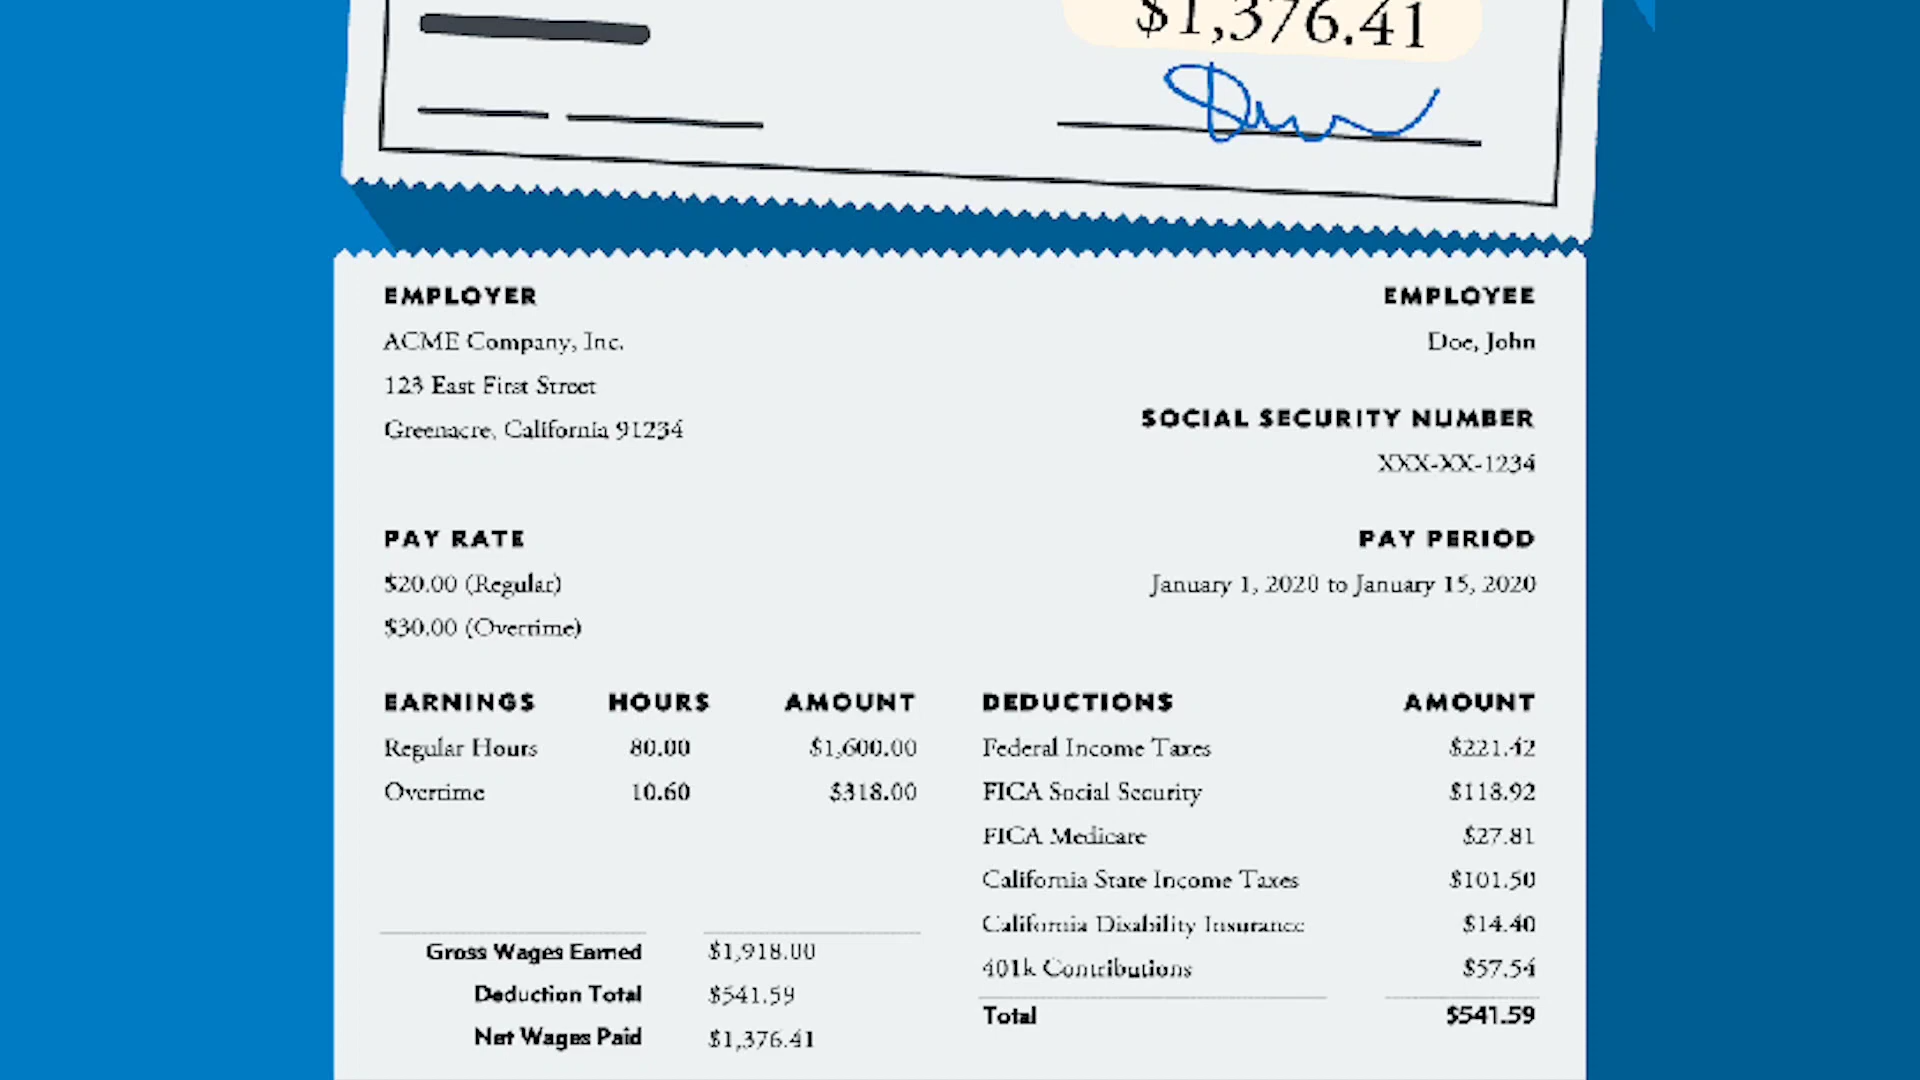 $1,376.41
EMPLOYER
ACME Company, Inc.
123 East First Street
Greenacre, California 91234
EMPLOYEE
Doe, John
SOCIAL SECURITY NUMBER
XXX-XX-1234
PAY RATE
$20.00 (Regular)
$30.00 (Overtime)
PAY PERIOD
January 1, 2020 to January 15, 2020
EARNINGS HOURS AMOUNT
Regular Hours 80.00 $1,600.00
Overtime 10.60 $318.00
Gross Wages Earned $1,918.00
Deduction Total $541.59
Net Wages Paid $1,376.41
DEDUCTIONS AMOUNT
Federal Income Taxes $221.42
FICA Social Security $118.92
FICA Medicare $27.81
California State Income Taxes $101.50
California Disability Insurance $14.40
401k Contributions $57.54
Total $541.59